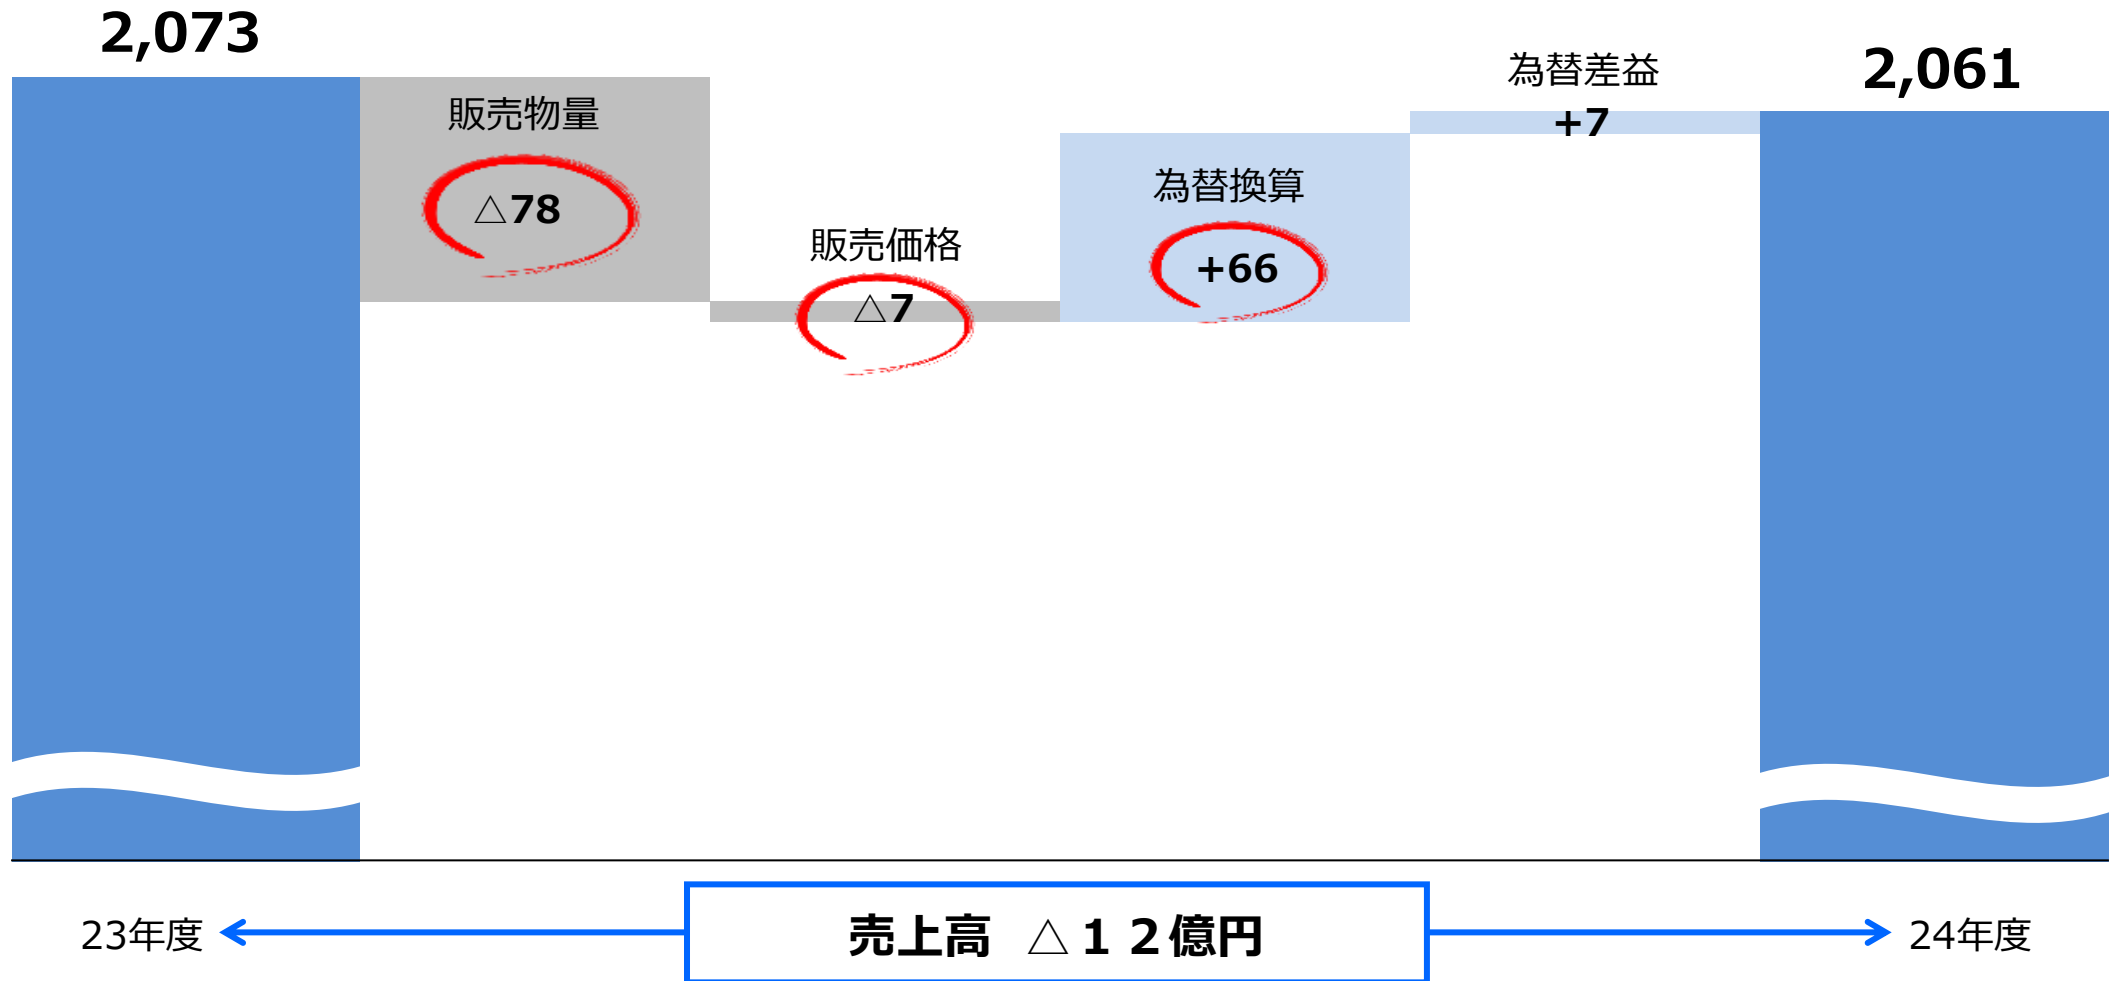 2,073
販売物量
△78
販売価格
△7
為替換算
+66
為替差益
+7
2,061
23年度
売上高 △１２億円
24年度